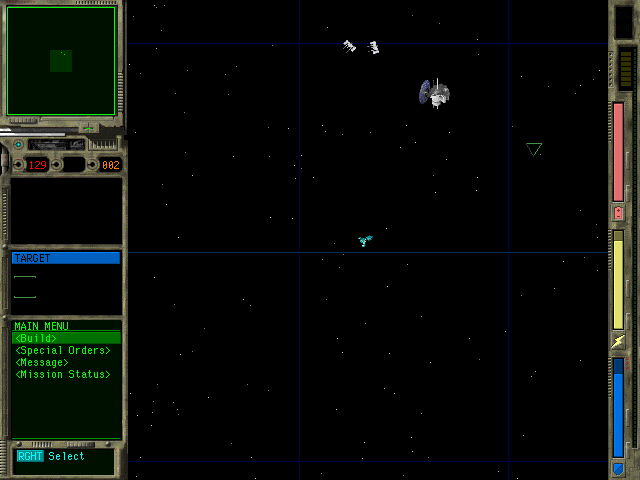 129 002
TARGET
MAIN MENU
<Build>
<Special Orders>
<Message>
<Mission Status>
RGHT Select